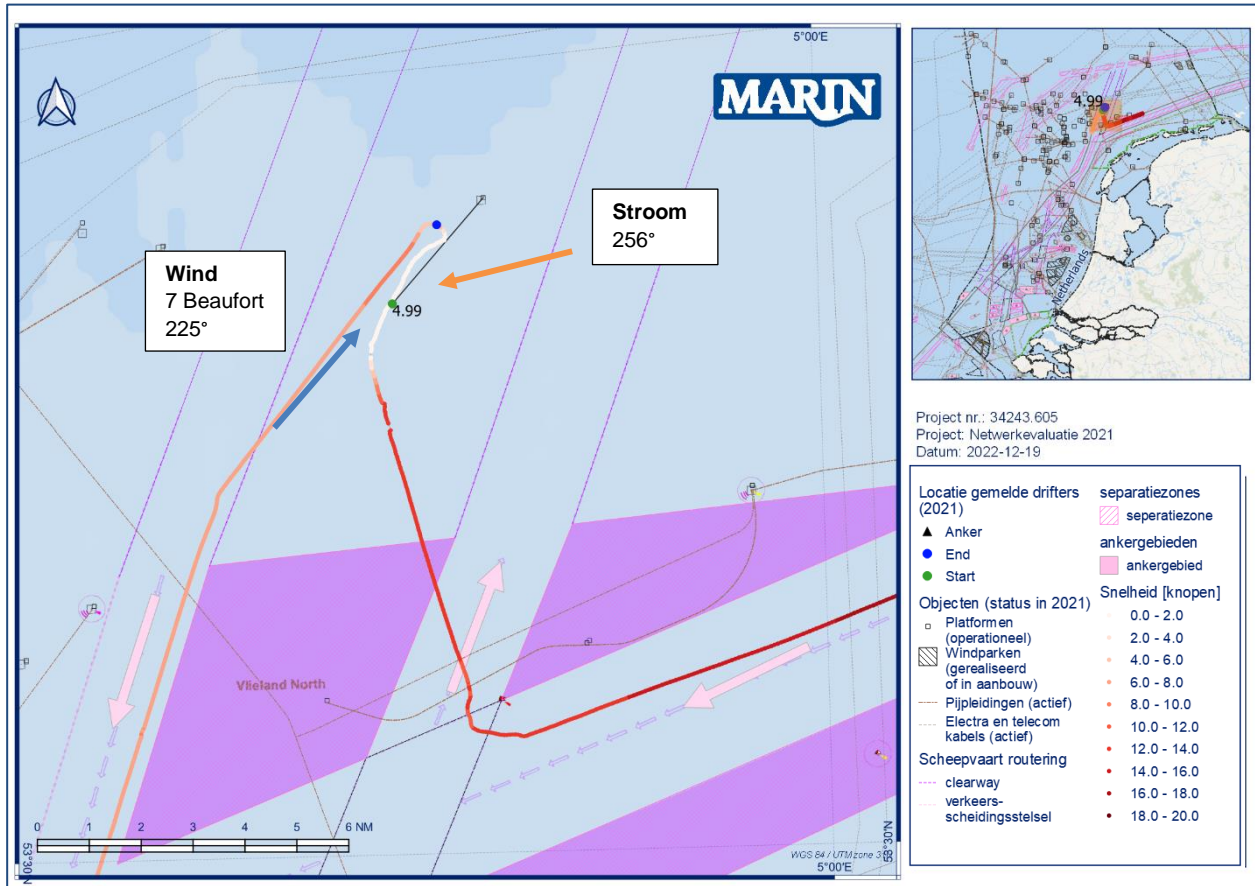 5°00'E
MARIN
Stroom
256°
Wind
7 Beaufort
225°
4.99
Vlieland North
0 1 2 3 4 5 6 NM
53°30'N
WGS 84 / UTM zone 3
5°00'E
53°30'N
4.99
Netherlands
Project nr.: 34243.605
Project: Netwerkevaluatie 2021
Datum: 2022-12-19
Locatie gemelde drifters
(2021)
Anker
End
Start
Objecten (status in 2021)
Platformen
(operationeel)
Windparken
(gerealiseerd
of in aanbouw)
Pijpleidingen (actief)
Electra en telecom
kabels (actief)
Scheepvaart routering
clearway
verkeers-
scheidingsstelsel
separatiezones
seperatiezone
ankergebieden
ankergebied
Snelheid [knopen]
0.0 - 2.0
2.0 - 4.0
4.0 - 6.0
6.0 - 8.0
8.0 - 10.0
10.0 - 12.0
12.0 - 14.0
14.0 - 16.0
16.0 - 18.0
18.0 - 20.0